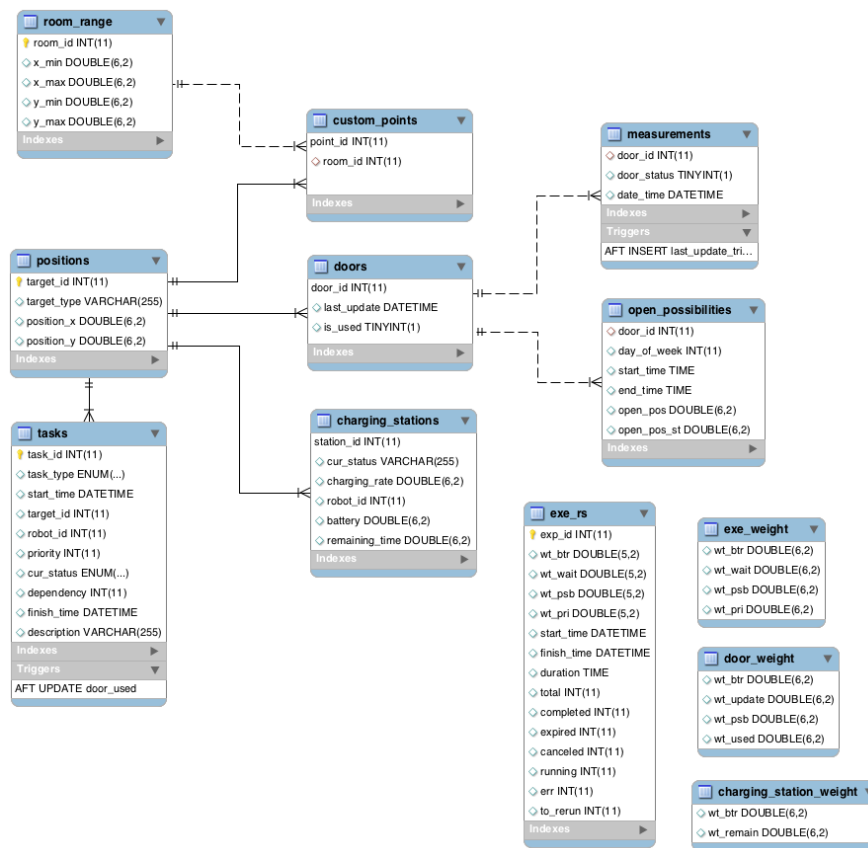 room_range
room_id INT(11)
x_min DOUBLE(6,2)
x_max DOUBLE(6,2)
y_min DOUBLE(6,2)
y_max DOUBLE(6,2)
Indexes
custom_points
point_id INT(11)
room_id INT(11)
Indexes
measurements
door_id INT(11)
door_status TINYINT(1)
date_time DATETIME
Indexes
Triggers
AFT INSERT last_update_tri...
positions
target_id INT(11)
target_type VARCHAR(255)
position_x DOUBLE(6,2)
position_y DOUBLE(6,2)
Indexes
doors
door_id INT(11)
last_update DATETIME
is_used TINYINT(1)
Indexes
open_possibilities
door_id INT(11)
day_of_week INT(11)
start_time TIME
end_time TIME
open_pos DOUBLE(6,2)
open_pos_st DOUBLE(6,2)
Indexes
tasks
task_id INT(11)
task_type ENUM(...)
start_time DATETIME
target_id INT(11)
robot_id INT(11)
priority INT(11)
cur_status ENUM(...)
dependency INT(11)
finish_time DATETIME
description VARCHAR(255)
Indexes
Triggers
AFT UPDATE door_used
charging_stations
station_id INT(11)
cur_status VARCHAR(255)
charging_rate DOUBLE(6,2)
robot_id INT(11)
battery DOUBLE(6,2)
remaining_time DOUBLE(6,2)
Indexes
exe_rs
exp_id INT(11)
wt_btr DOUBLE(5,2)
wt_wait DOUBLE(5,2)
wt_psb DOUBLE(5,2)
wt_pri DOUBLE(5,2)
start_time DATETIME
finish_time DATETIME
duration TIME
total INT(11)
completed INT(11)
expired INT(11)
canceled INT(11)
running INT(11)
err INT(11)
to_rerun INT(11)
Indexes
exe_weight
wt_btr DOUBLE(6,2)
wt_wait DOUBLE(6,2)
wt_psb DOUBLE(6,2)
wt_pri DOUBLE(6,2)
door_weight
wt_btr DOUBLE(6,2)
wt_update DOUBLE(6,2)
wt_psb DOUBLE(6,2)
wt_used DOUBLE(6,2)
charging_station_weight
wt_btr DOUBLE(6,2)
wt_remain DOUBLE(6,2)